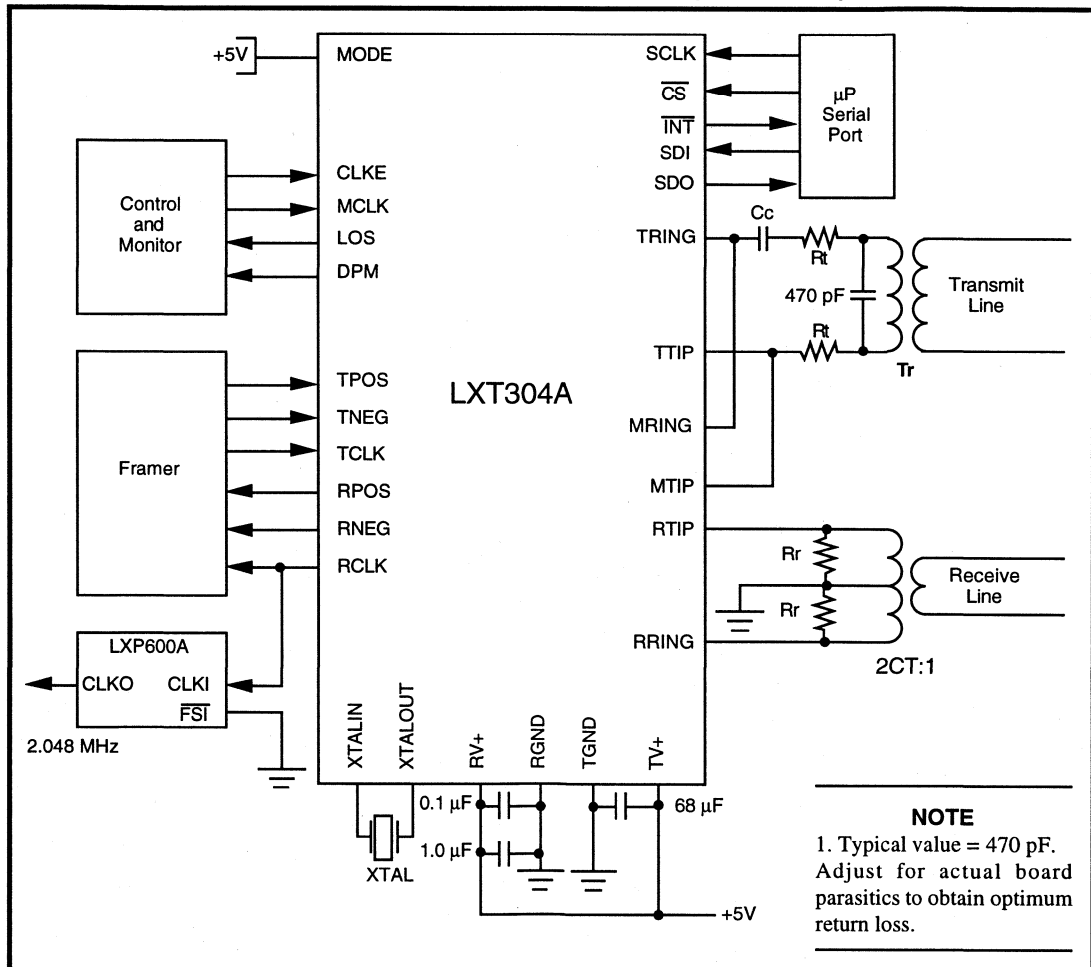 +5V
MODE
SCLK
CS
INT
SDI
SDO
μP
Serial
Port
Control
and
Monitor
CLKE
MCLK
LOS
DPM
TRING
Cc
Rt
470 pF
Rt
Tr
Transmit
Line
TTIP
Framer
TPOS
TNEG
TCLK
RPOS
RNEG
RCLK
LXT304A
MRING
MTIP
RTIP
Rr
Rr
RRING
Receive
Line
2CT:1
LXP600A
CLKO
CLKI
FSI
2.048 MHz
XTALIN
XTALOUT
RV+
RGND
TGND
TV+
0.1 μF
1.0 μF
68 μF
XTAL
+5V
NOTE
1. Typical value = 470 pF.
Adjust for actual board
parasitics to obtain optimum
return loss.